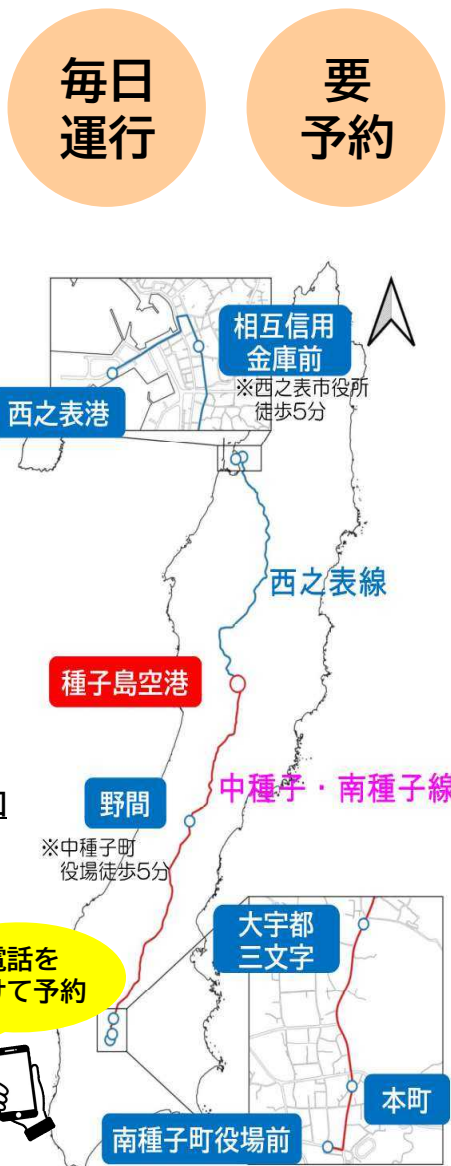 毎日
運行
要
予約
相互信用
金庫前
※西之表市役所
徒歩5分
西之表港
西之表線
種子島空港
中種子・南種子線
野間
※中種子町
役場徒歩5分
大宇都
三文字
電話を
けて予約
本町
南種子町役場前